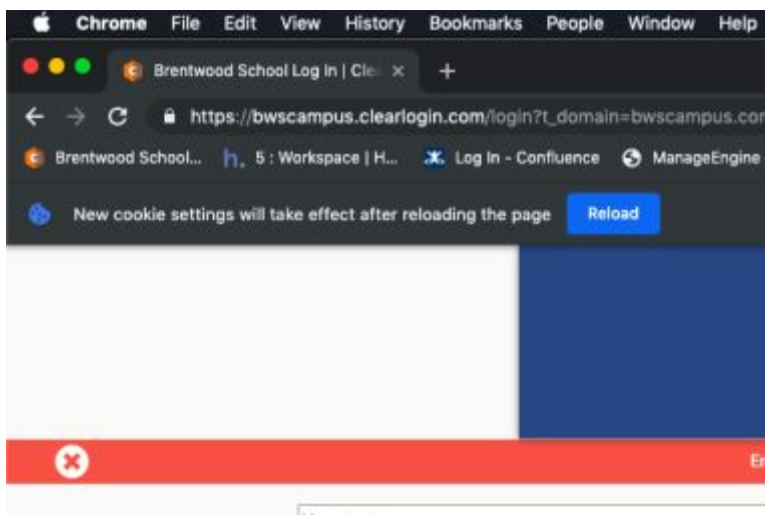 Chrome File Edit View History Bookmarks People Window Help
Brentwood School Log In | Cle
https://bwscampus.clearlogin.com/login?t_domain=bwscampus.com
Brentwood School... h. 5 : Workspace | H... Log In - Confluence ManageEngine
New cookie settings will take effect after reloading the page Reload